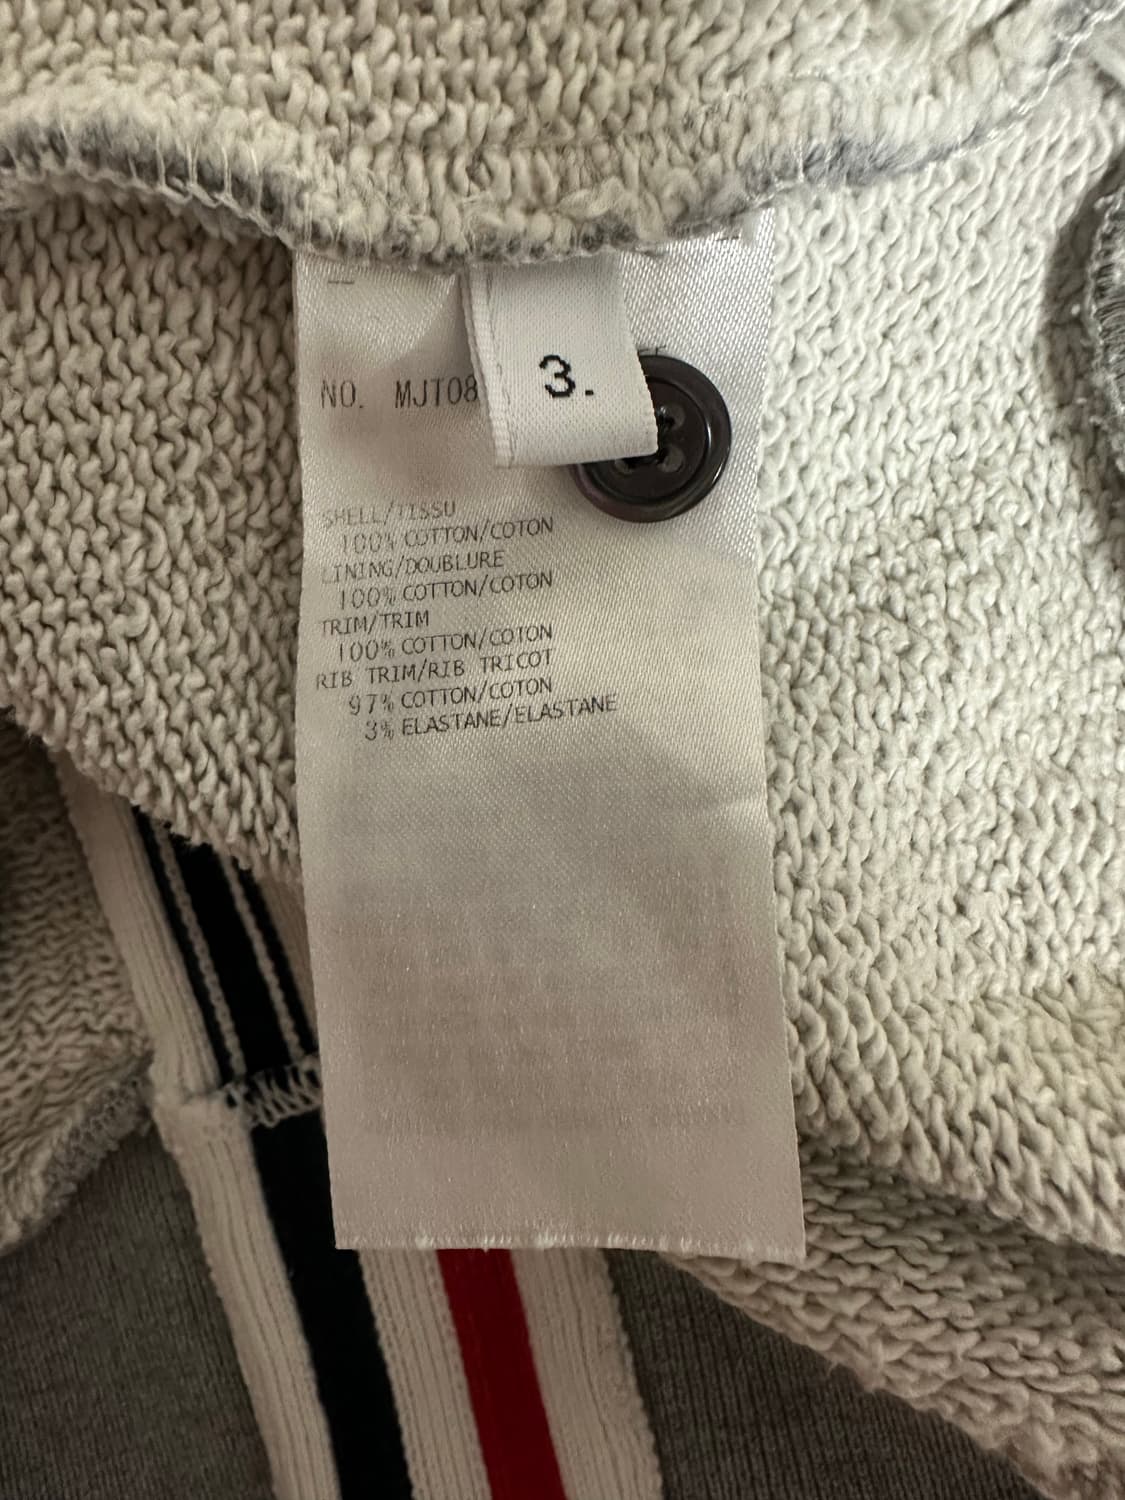 3.
NO. MJT08
SHELL/TISSU
100% COTTON/COTON
LINING/DOUBLURE
100% COTTON/COTON
TRIM/TRIM
100% COTTON/COTON
RIB TRIM/RIB TRICOT
97% COTTON/COTON
3% ELASTANE/ELASTANE